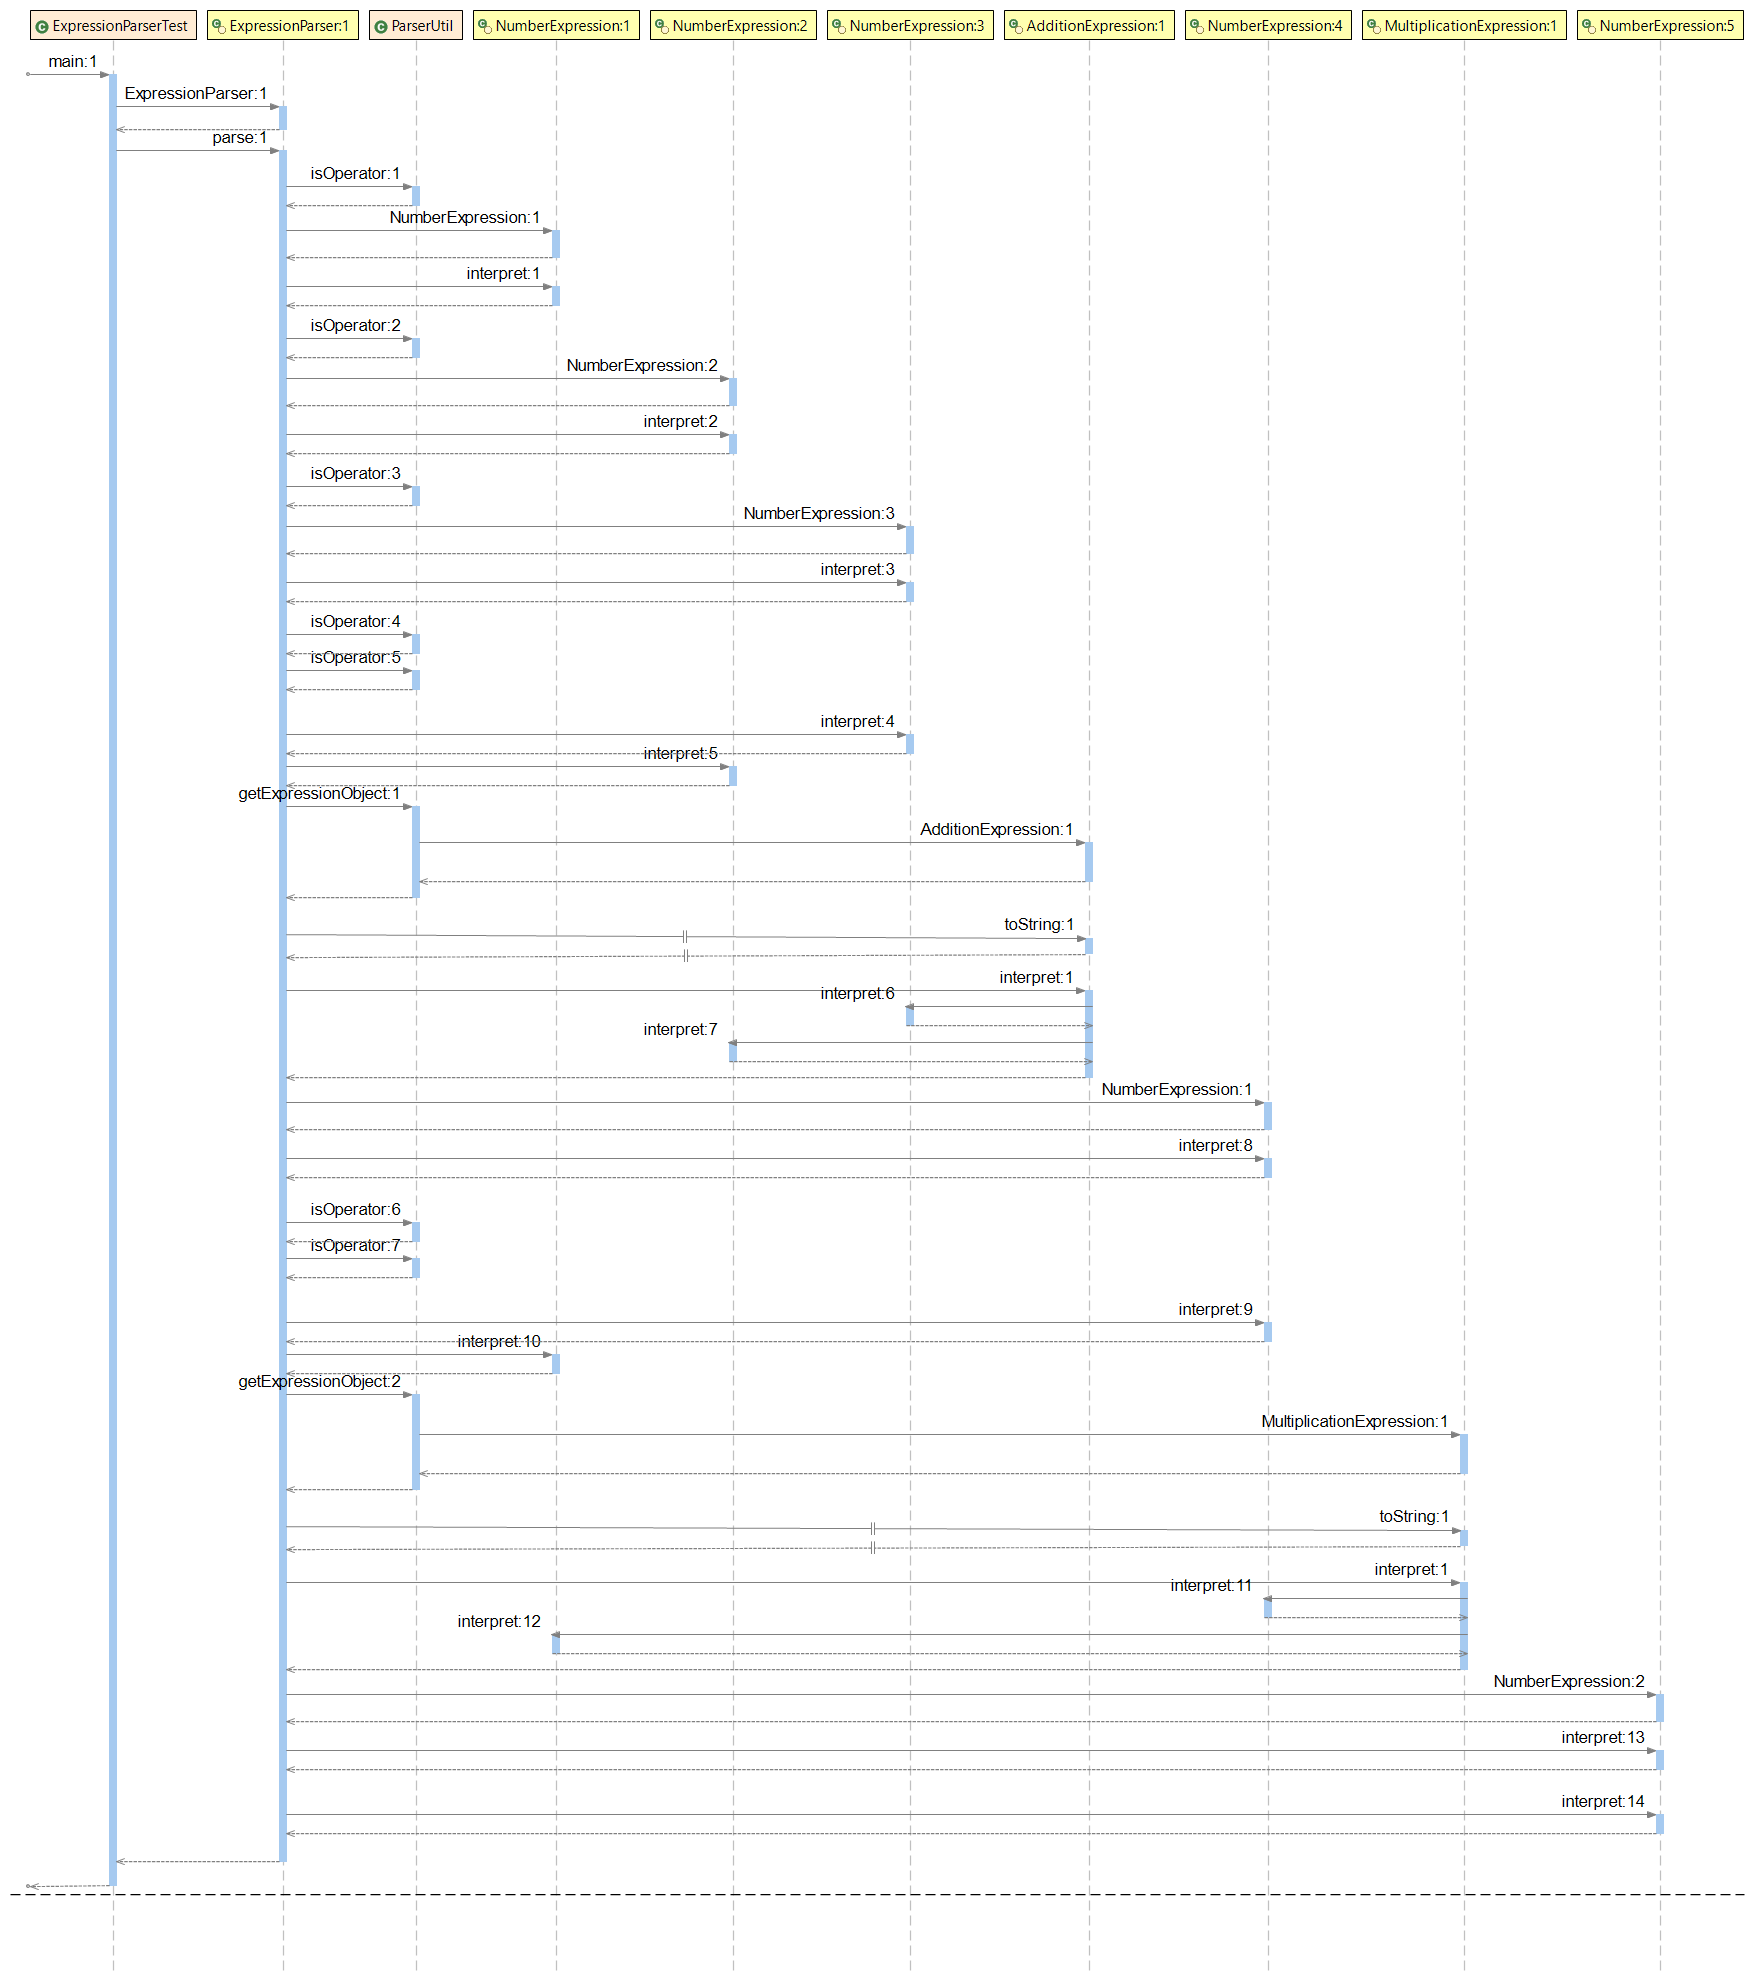 ExpressionParserTest
ExpressionParser:1
ParserUtil
NumberExpression:1
NumberExpression:2
NumberExpression:3
AdditionExpression:1
NumberExpression:4
MultiplicationExpression:1
NumberExpression:5
main:1
ExpressionParser:1
parse:1
isOperator:1
NumberExpression:1
interpret:1
isOperator:2
NumberExpression:2
interpret:2
isOperator:3
NumberExpression:3
interpret:3
isOperator:4
isOperator:5
interpret:4
interpret:5
getExpressionObject:1
AdditionExpression:1
toString:1
interpret:1
interpret:6
interpret:7
NumberExpression:1
interpret:8
isOperator:6
isOperator:7
interpret:9
interpret:10
getExpressionObject:2
MultiplicationExpression:1
toString:1
interpret:1
interpret:11
interpret:12
NumberExpression:2
interpret:13
interpret:14